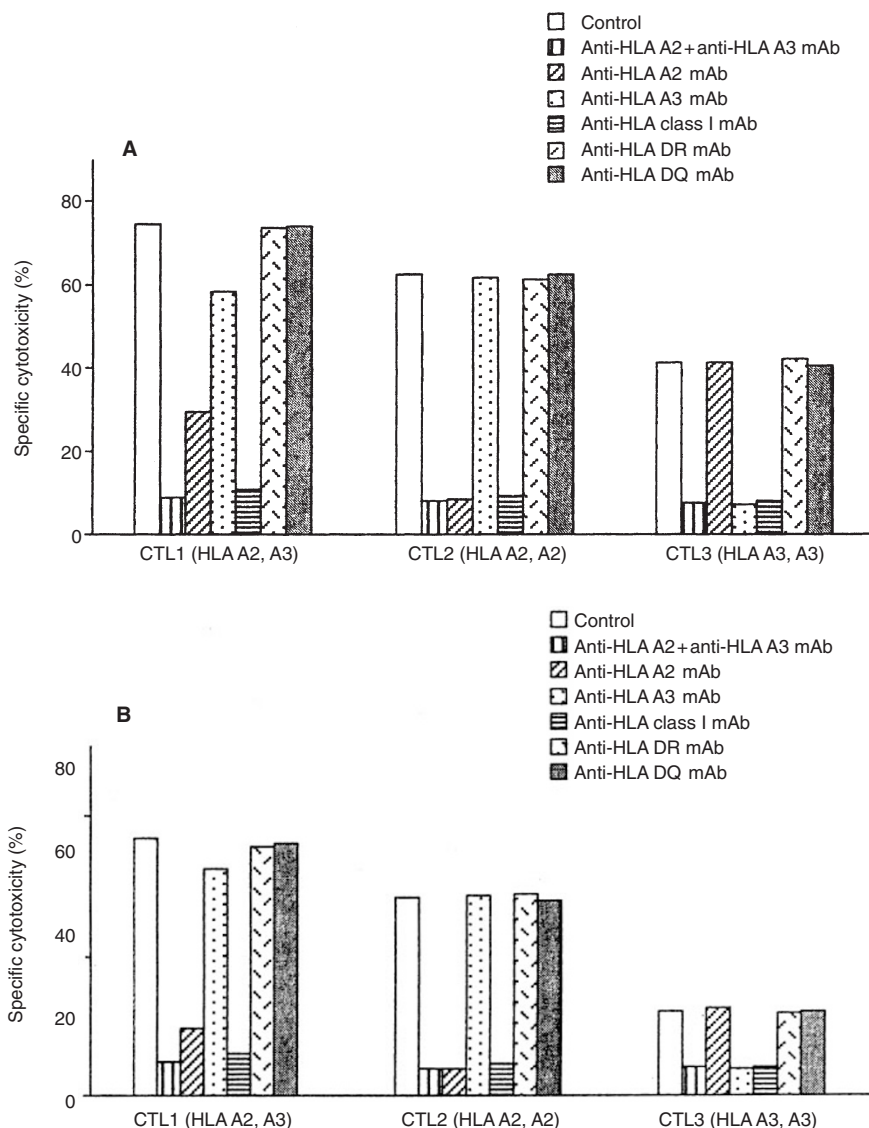 Control
Anti-HLA A2+anti-HLA A3 mAb
Anti-HLA A2 mAb
Anti-HLA A3 mAb
Anti-HLA class I mAb
Anti-HLA DR mAb
Anti-HLA DQ mAb
A
Specific cytotoxicity (%)
80
60
40
20
0
CTL1 (HLA A2, A3)
CTL2 (HLA A2, A2)
CTL3 (HLA A3, A3)
Control
Anti-HLA A2+anti-HLA A3 mAb
Anti-HLA A2 mAb
Anti-HLA A3 mAb
Anti-HLA class I mAb
Anti-HLA DR mAb
Anti-HLA DQ mAb
B
Specific cytotoxicity (%)
80
60
40
20
0
CTL1 (HLA A2, A3)
CTL2 (HLA A2, A2)
CTL3 (HLA A3, A3)